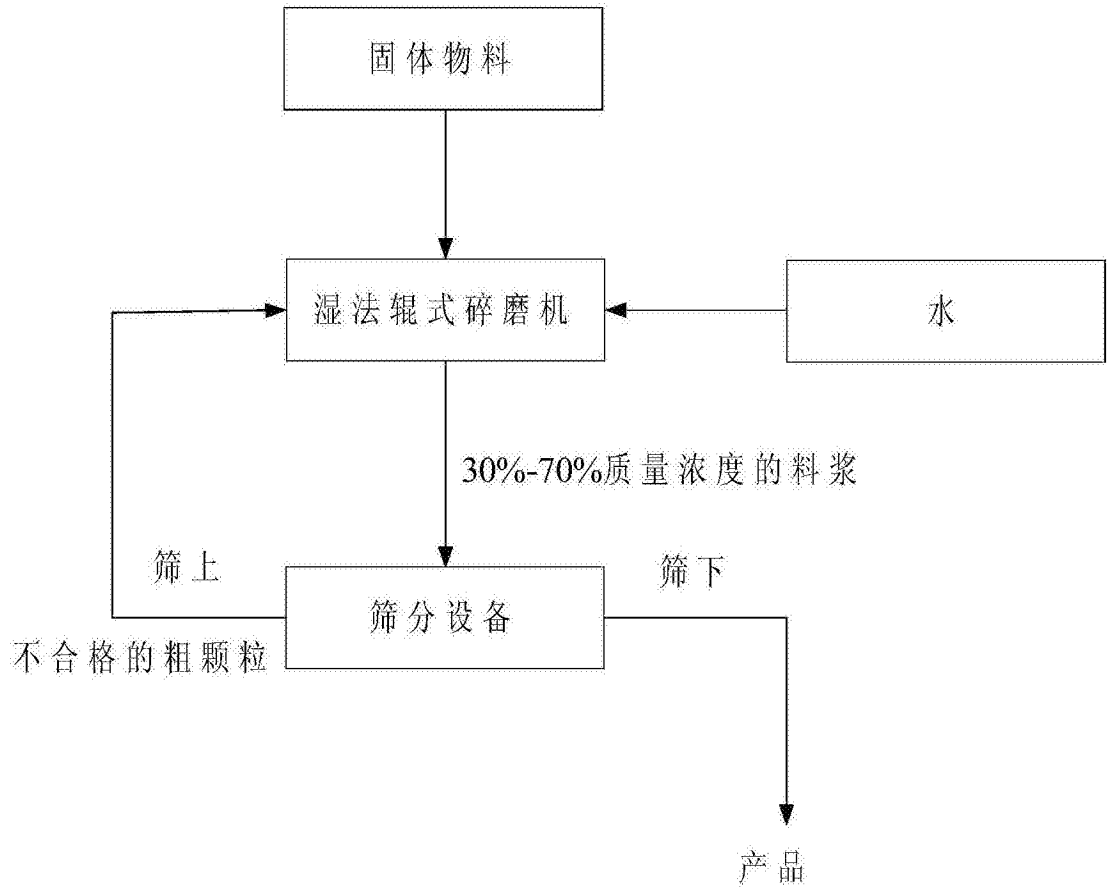 固体物料
湿法辊式碎磨机
水
30%-70%质量浓度的料浆
筛上
筛下
筛分设备
不合格的粗颗粒
产品